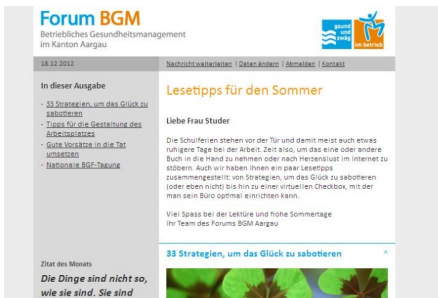 Forum BGM
Betriebliches Gesundheitsmanagement
im Kanton Aargau
gsund
und
zwäg
im betrieb
18.12.2012
Nachricht weiterleiten | Daten ändern | Abmelden | Kontakt
In dieser Ausgabe
- 33 Strategien, um das Glück zu
sabotieren
- Tipps für die Gestaltung des
Arbeitsplatzes
- Gute Vorsätze in die Tat
umsetzen
- Nationale BGF-Tagung
Lesetipps für den Sommer
Liebe Frau Studer
Die Schulferien stehen vor der Tür und damit meist auch etwas
ruhigere Tage bei der Arbeit. Zeit also, um das eine oder andere
Buch in die Hand zu nehmen oder nach Herzenslust im Internet zu
stöbern. Auch wir haben Ihnen ein paar Lesetipps
zusammengestellt: von Strategien, um das Glück zu sabotieren
(oder eben nicht) bis hin zu einer virtuellen Checkbox, mit der
man sein Büro optimal einrichten kann.
Viel Spass bei der Lektüre und frohe Sommertage
Ihr Team des Forums BGM Aargau
33 Strategien, um das Glück zu sabotieren
Zitat des Monats
Die Dinge sind nicht so,
wie sie sind. Sie sind